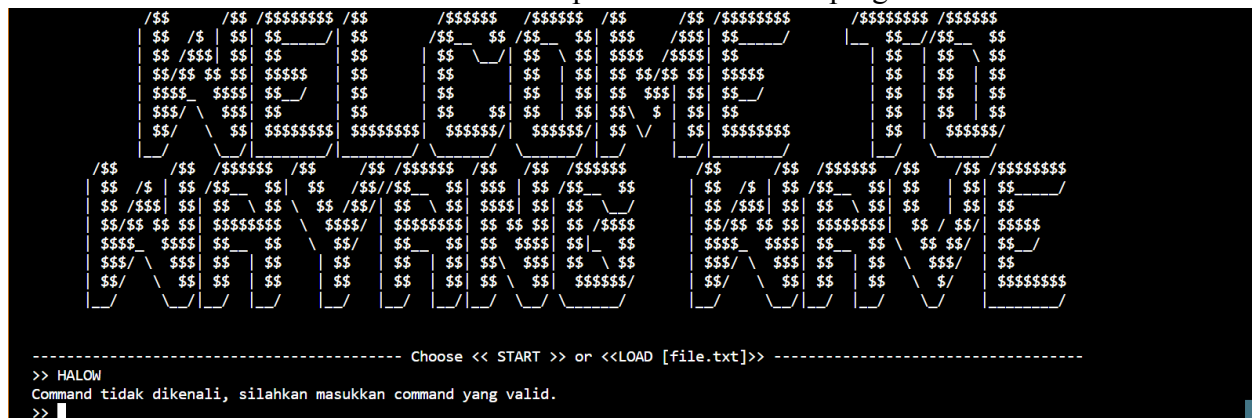 WELCOME TO
WAYANG WAVE
---------------------------------------- Choose << START >> or <<LOAD [file.txt]>> ------------------------------------
>> HALOW
Command tidak dikenali, silahkan masukkan command yang valid.
>>